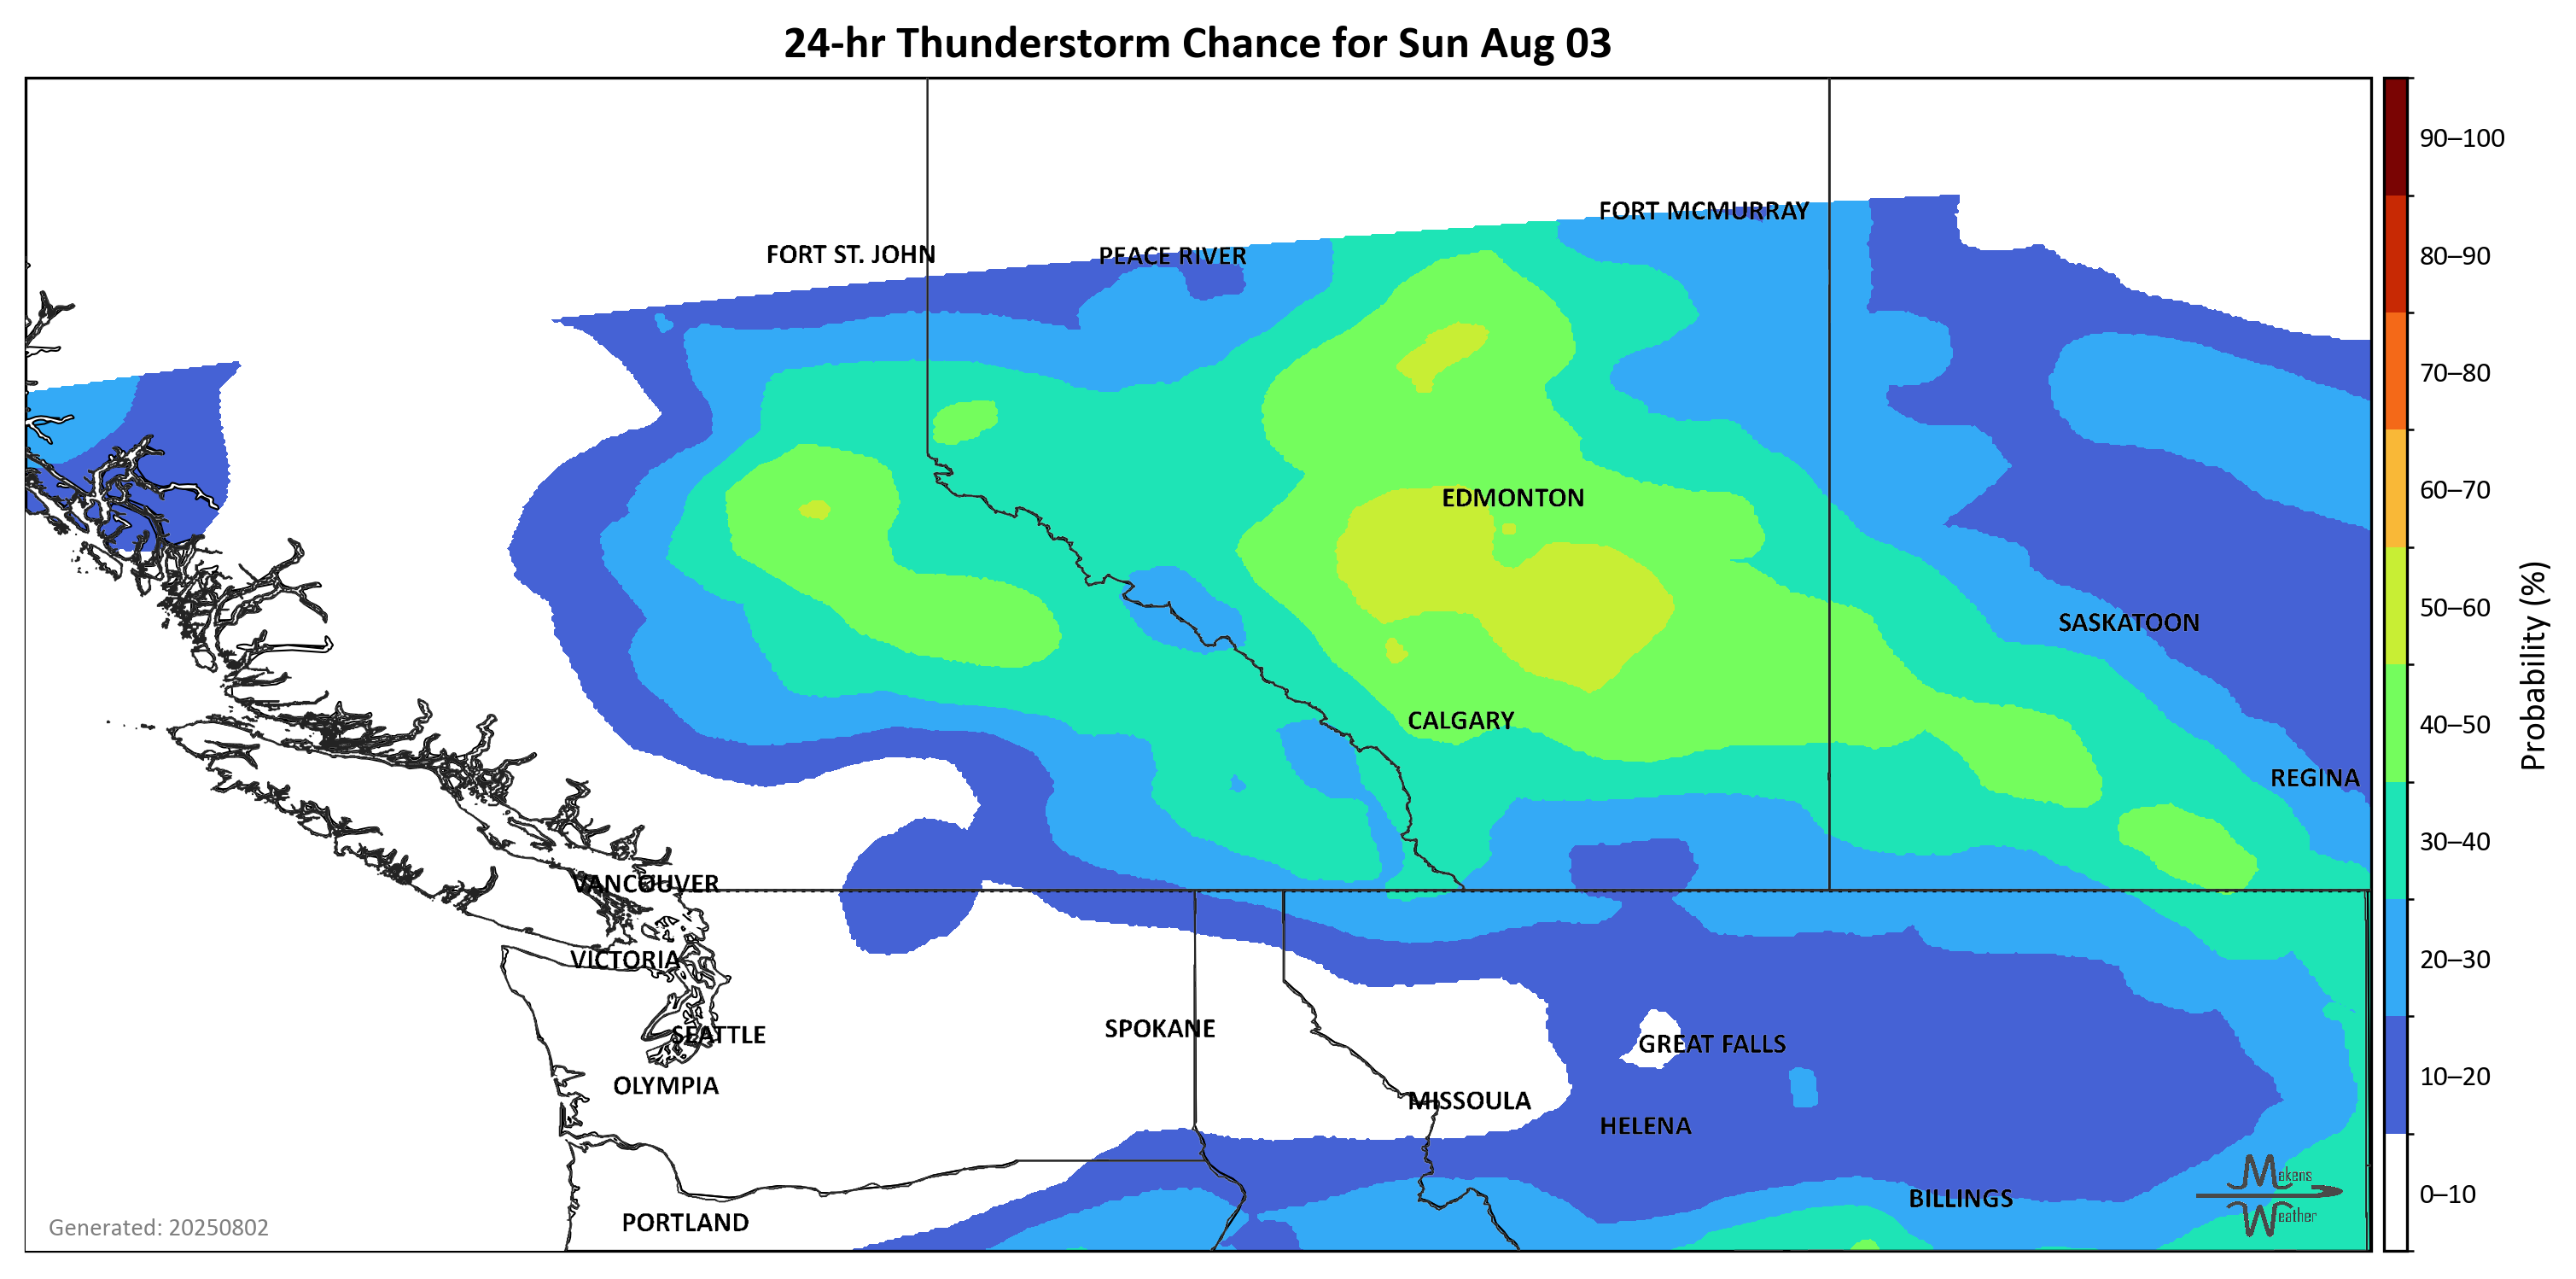 24-hr Thunderstorm Chance for Sun Aug 03
FORT MCMURRAY
FORT ST. JOHN
PEACE RIVER
EDMONTON
SASKATOON
CALGARY
REGINA
VANCOUVER
VICTORIA
SEATTLE
SPOKANE
GREAT FALLS
OLYMPIA
MISSOULA
HELENA
BILLINGS
PORTLAND
Makens
Weather
Generated: 20250802
90–100
80–90
70–80
60–70
50–60
40–50
30–40
20–30
10–20
0–10
Probability (%)